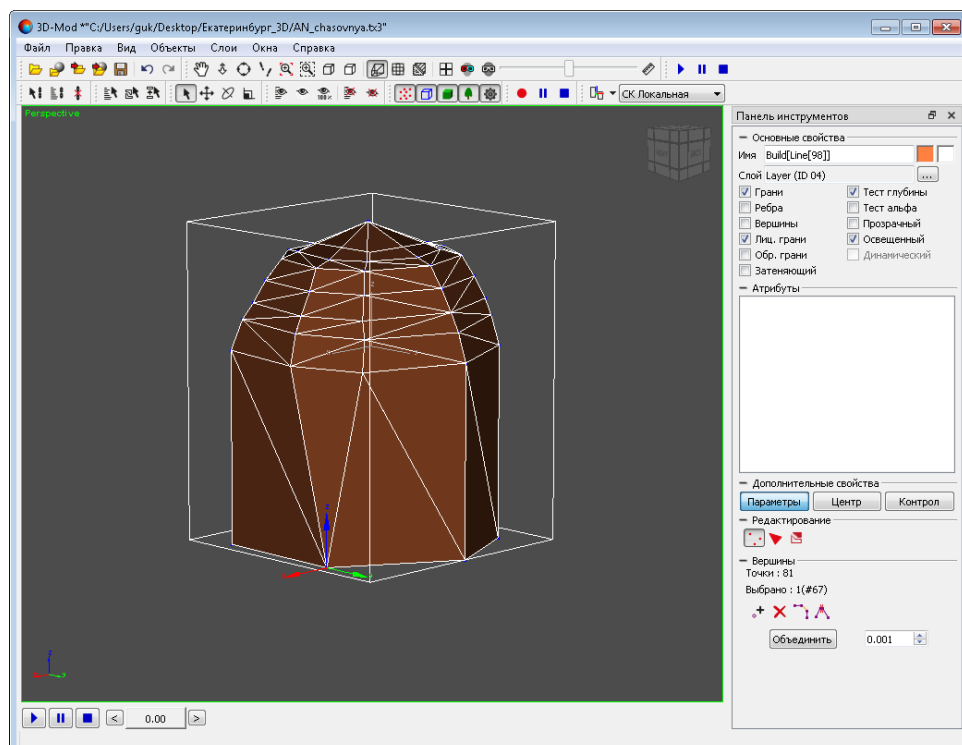 3D-Mod *"C:/Users/guk/Desktop/Екатеринбург_3D/AN_chasovnya.tx3"
Файл Правка Вид Объекты Слои Окна Справка
100%
СК Локальная
Perspective
Панель инструментов
Основные свойства
Имя Build[Line[98]]
Слой Layer (ID 04) ...
Грани Тест глубины
Ребра Тест альфа
Вершины Прозрачный
Лиц. грани Освещенный
Обр. грани Динамический
Затеняющий
Атрибуты
Дополнительные свойства
Параметры Центр Контрол
Редактирование
Вершины
Точки : 81
Выбрано : 1(#67)
Объединить 0.001
z
z
z
< 0.00 >